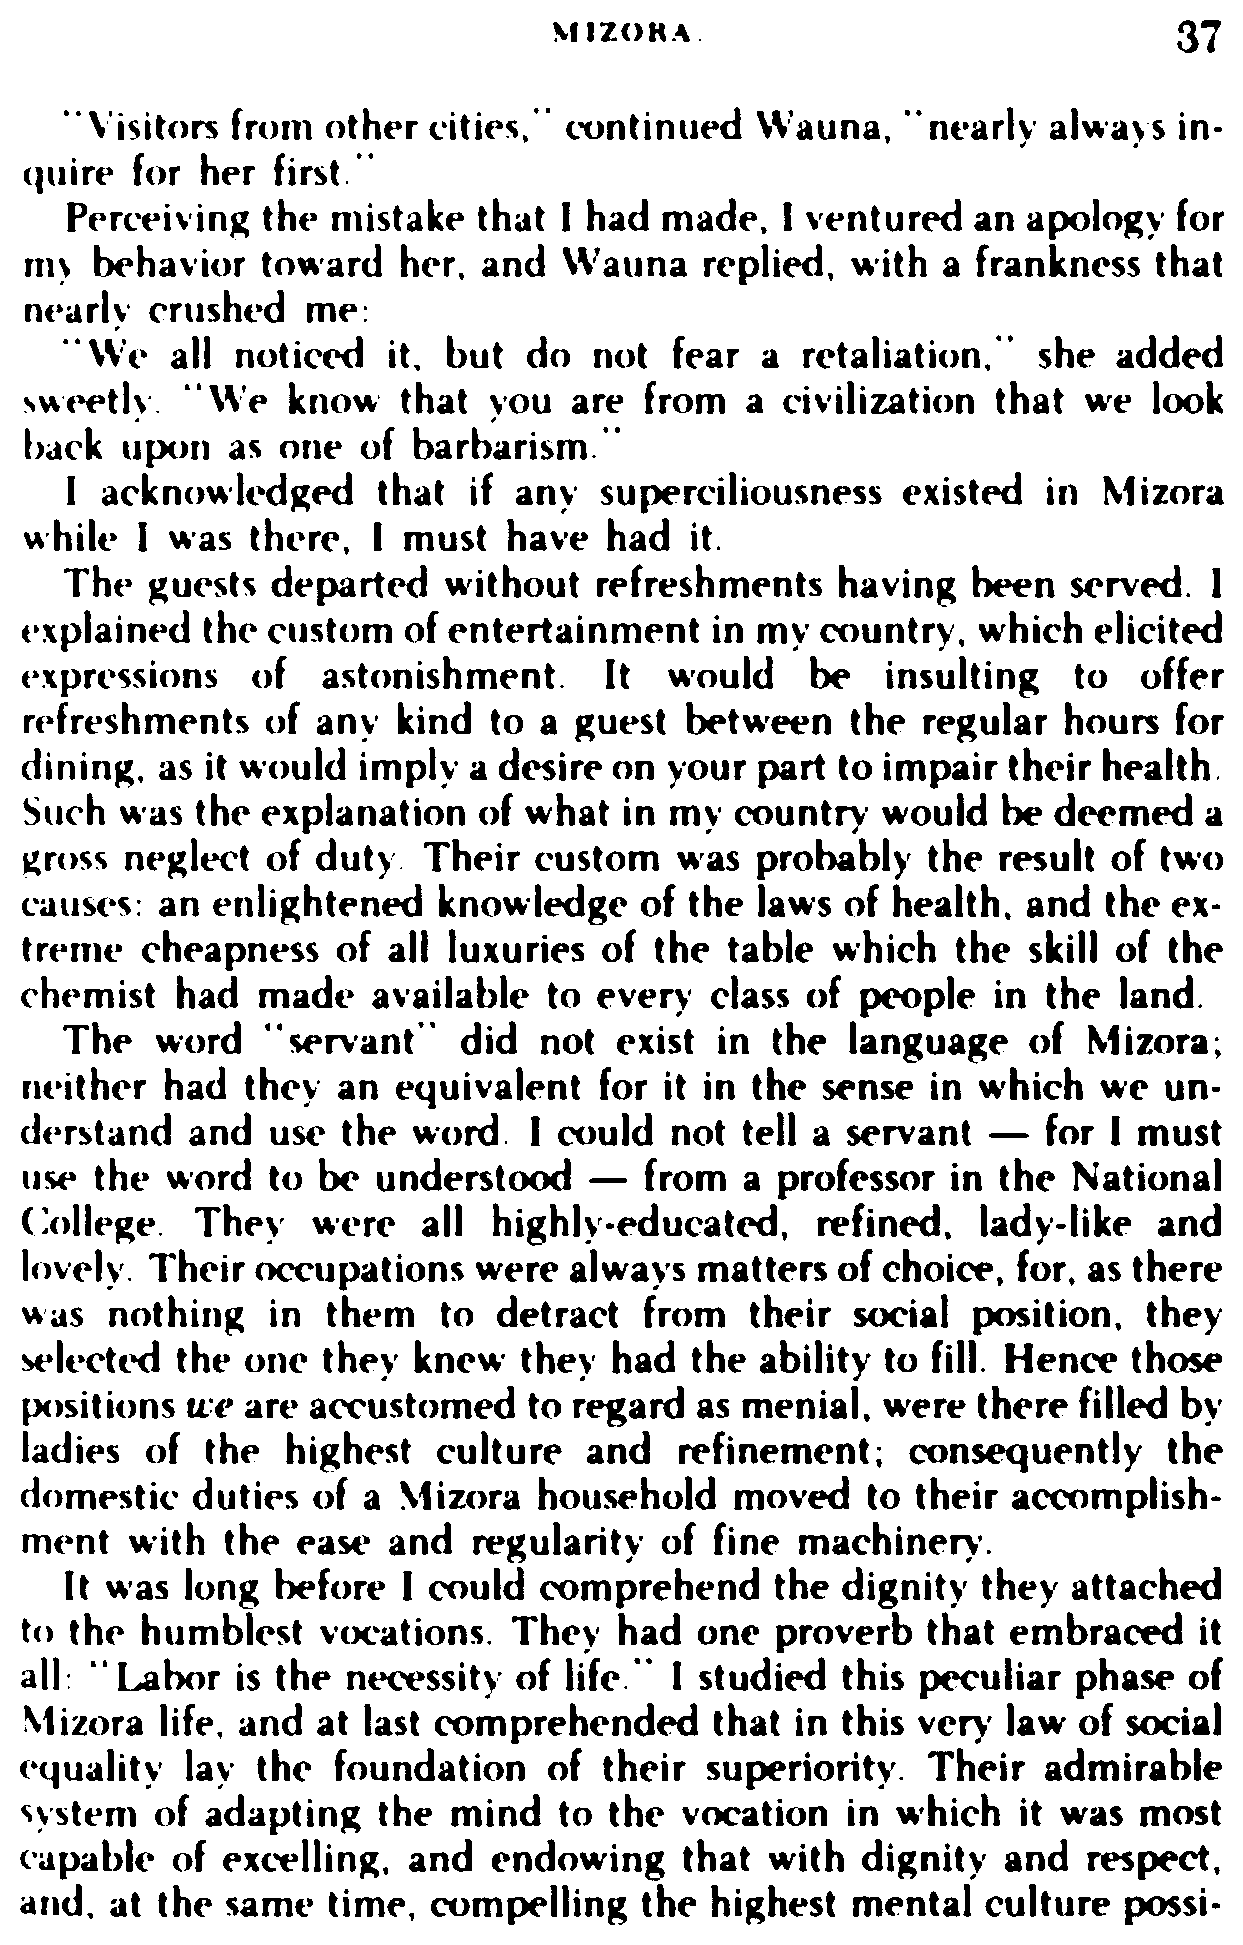 MIZORA. 37
"Visitors from other cities," continued Wauna, "nearly always in-
quire for her first."
Perceiving the mistake that I had made, I ventured an apology for
my behavior toward her, and Wauna replied, with a frankness that
nearly crushed me:
"We all noticed it, but do not fear a retaliation," she added
sweetly. "We know that you are from a civilization that we look
back upon as one of barbarism."
I acknowledged that if any superciliousness existed in Mizora
while I was there, I must have had it.
The guests departed without refreshments having been served. I
explained the custom of entertainment in my country, which elicited
expressions of astonishment. It would be insulting to offer
refreshments of any kind to a guest between the regular hours for
dining, as it would imply a desire on your part to impair their health.
Such was the explanation of what in my country would be deemed a
gross neglect of duty. Their custom was probably the result of two
causes: an enlightened knowledge of the laws of health, and the ex-
treme cheapness of all luxuries of the table which the skill of the
chemist had made available to every class of people in the land.
The word "servant" did not exist in the language of Mizora;
neither had they an equivalent for it in the sense in which we un-
derstand and use the word. I could not tell a servant — for I must
use the word to be understood — from a professor in the National
College. They were all highly-educated, refined, lady-like and
lovely. Their occupations were always matters of choice, for, as there
was nothing in them to detract from their social position, they
selected the one they knew they had the ability to fill. Hence those
positions we are accustomed to regard as menial, were there filled by
ladies of the highest culture and refinement; consequently the
domestic duties of a Mizora household moved to their accomplish-
ment with the ease and regularity of fine machinery.
It was long before I could comprehend the dignity they attached
to the humblest vocations. They had one proverb that embraced it
all: "Labor is the necessity of life." I studied this peculiar phase of
Mizora life, and at last comprehended that in this very law of social
equality lay the foundation of their superiority. Their admirable
system of adapting the mind to the vocation in which it was most
capable of excelling, and endowing that with dignity and respect,
and, at the same time, compelling the highest mental culture possi-